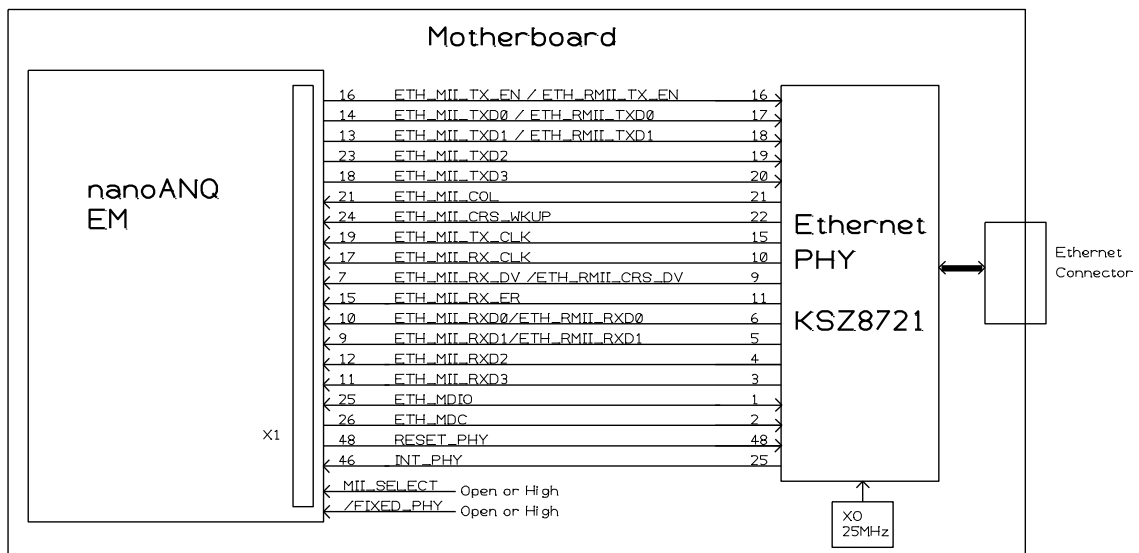 Motherboard
nanoANQ
EM
X1
16 ETH_MII_TX_EN / ETH_RMII_TX_EN 16
14 ETH_MII_TXD0 / ETH_RMII_TXD0 17
13 ETH_MII_TXD1 / ETH_RMII_TXD1 18
23 ETH_MII_TXD2 19
18 ETH_MII_TXD3 20
21 ETH_MII_COL 21
24 ETH_MII_CRS_WKUP 22
19 ETH_MII_TX_CLK 15
17 ETH_MII_RX_CLK 10
7 ETH_MII_RX_DV /ETH_RMII_CRS_DV 9
15 ETH_MII_RX_ER 11
10 ETH_MII_RXD0/ETH_RMII_RXD0 6
9 ETH_MII_RXD1/ETH_RMII_RXD1 5
12 ETH_MII_RXD2 4
11 ETH_MII_RXD3 3
25 ETH_MDIO 1
26 ETH_MDC 2
48 RESET_PHY 48
46 INT_PHY 25
MII_SELECT Open or High
/FIXED_PHY Open or High
Ethernet
PHY
KSZ8721
XO
25MHz
Ethernet
Connector